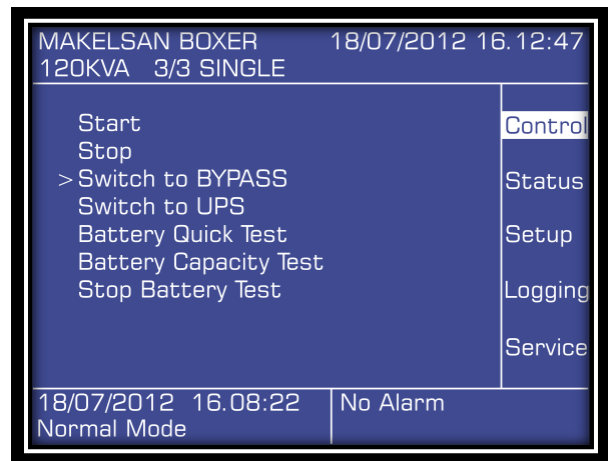 MAKELSAN BOXER 18/07/2012 16.12:47
120KVA 3/3 SINGLE
Start
Stop
>Switch to BYPASS
Switch to UPS
Battery Quick Test
Battery Capacity Test
Stop Battery Test
Control
Status
Setup
Logging
Service
18/07/2012 16.08:22
Normal Mode
No Alarm